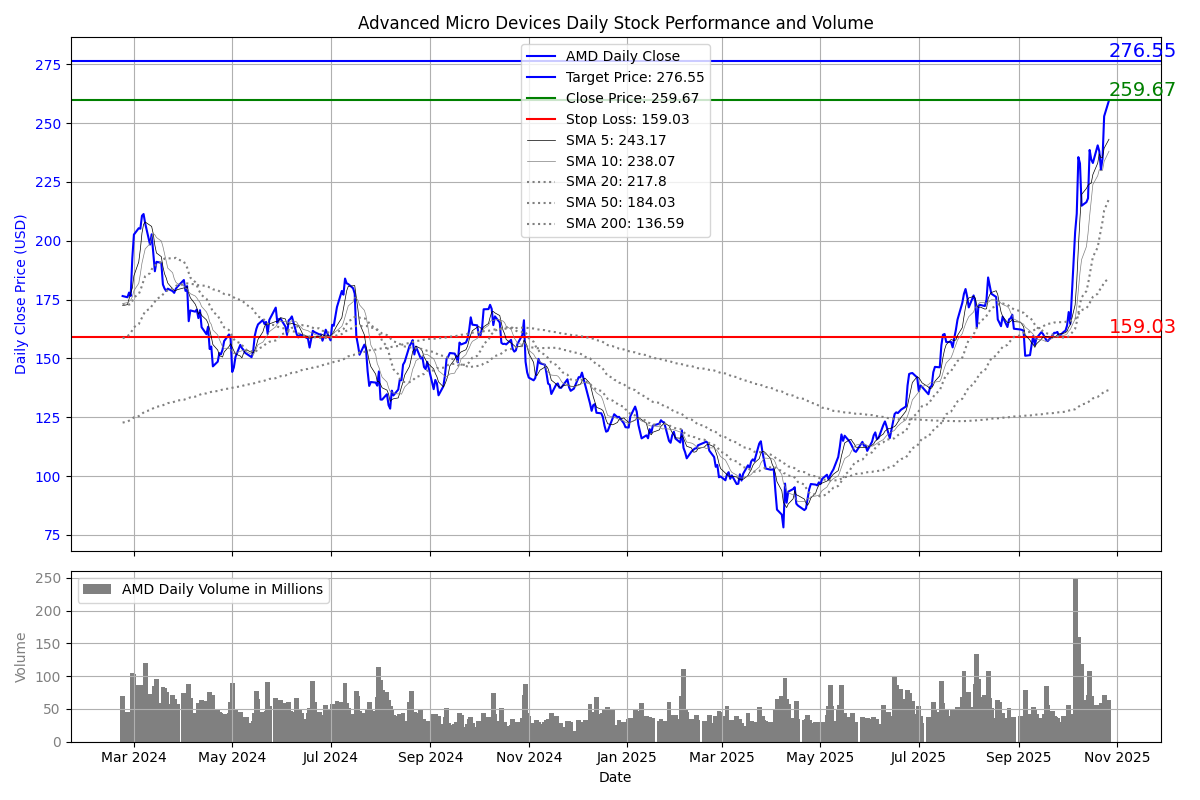 Advanced Micro Devices Daily Stock Performance and Volume
276.55
259.67
159.03
AMD Daily Close
Target Price: 276.55
Close Price: 259.67
Stop Loss: 159.03
SMA 5: 243.17
SMA 10: 238.07
SMA 20: 217.8
SMA 50: 184.03
SMA 200: 136.59
Daily Close Price (USD)
275
250
225
200
175
150
125
100
75
AMD Daily Volume in Millions
Volume
250
200
150
100
50
0
Mar 2024 May 2024 Jul 2024 Sep 2024 Nov 2024 Jan 2025 Mar 2025 May 2025 Jul 2025 Sep 2025 Nov 2025
Date